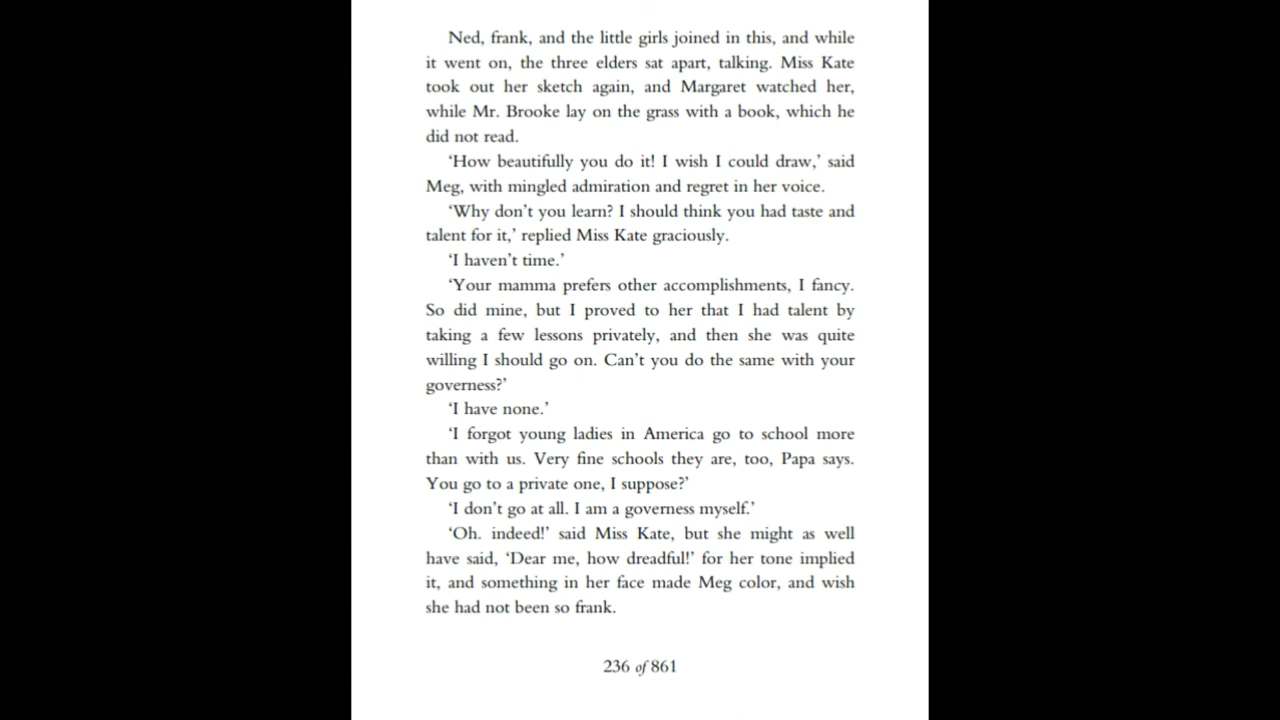 Ned, frank, and the little girls joined in this, and while
it went on, the three elders sat apart, talking. Miss Kate
took out her sketch again, and Margaret watched her,
while Mr. Brooke lay on the grass with a book, which he
did not read.
‘How beautifully you do it! I wish I could draw,’ said
Meg, with mingled admiration and regret in her voice.
‘Why don’t you learn? I should think you had taste and
talent for it,’ replied Miss Kate graciously.
‘I haven’t time.’
‘Your mamma prefers other accomplishments, I fancy.
So did mine, but I proved to her that I had talent by
taking a few lessons privately, and then she was quite
willing I should go on. Can’t you do the same with your
governess?’
‘I have none.’
‘I forgot young ladies in America go to school more
than with us. Very fine schools they are, too, Papa says.
You go to a private one, I suppose?’
‘I don’t go at all. I am a governess myself.’
‘Oh. indeed!’ said Miss Kate, but she might as well
have said, ‘Dear me, how dreadful!’ for her tone implied
it, and something in her face made Meg color, and wish
she had not been so frank.
236 of 861